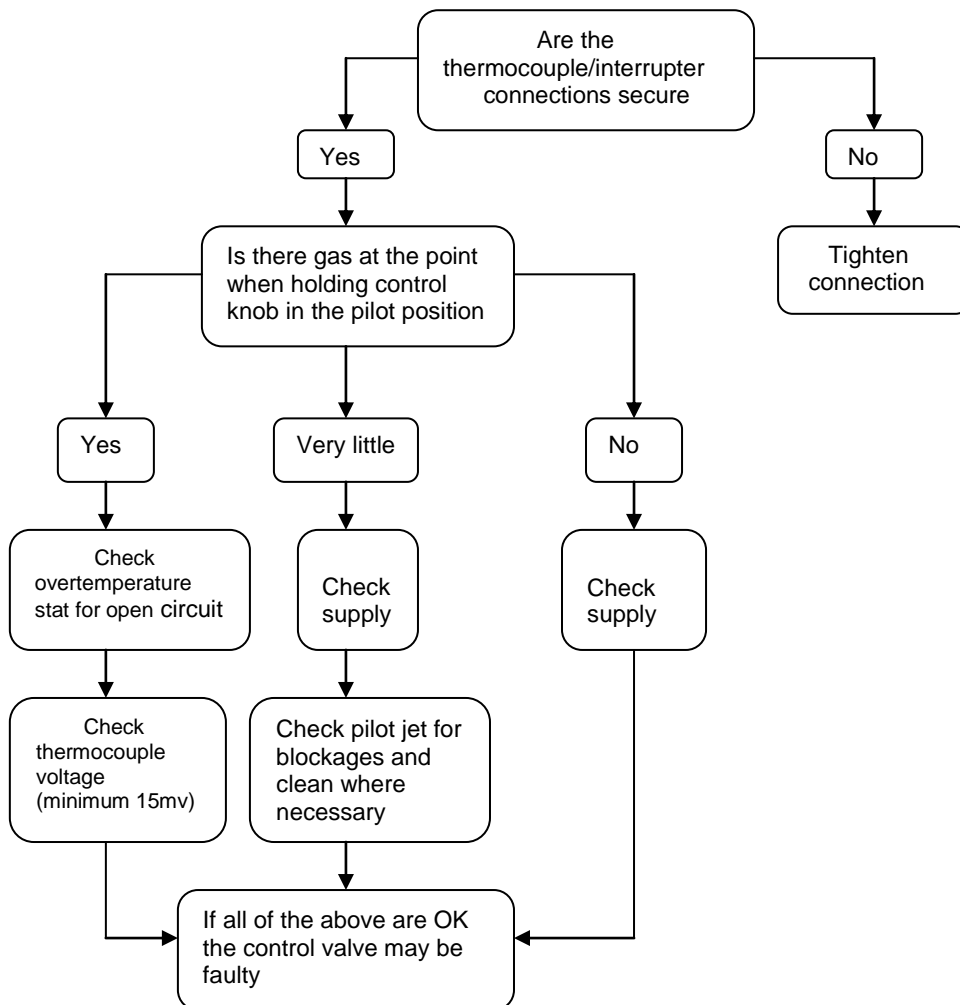 Are the
thermocouple/interrupter
connections secure
Yes
No
Is there gas at the point
when holding control
knob in the pilot position
Tighten
connection
Yes
Very little
No
Check
overtemperature
stat for open circuit
Check
supply
Check
supply
Check
thermocouple
voltage
(minimum 15mv)
Check pilot jet for
blockages and
clean where
necessary
If all of the above are OK
the control valve may be
faulty